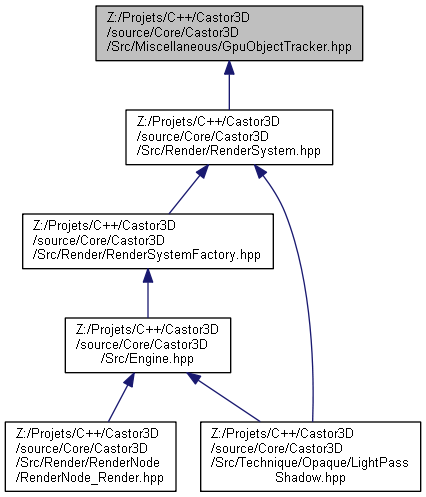 Z:/Projets/C++/Castor3D
/source/Core/Castor3D
/Src/Miscellaneous/GpuObjectTracker.hpp
Z:/Projets/C++/Castor3D
/source/Core/Castor3D
/Src/Render/RenderSystem.hpp
Z:/Projets/C++/Castor3D
/source/Core/Castor3D
/Src/Render/RenderSystemFactory.hpp
Z:/Projets/C++/Castor3D
/source/Core/Castor3D
/Src/Engine.hpp
Z:/Projets/C++/Castor3D
/source/Core/Castor3D
/Src/Render/RenderNode
/RenderNode_Render.hpp
Z:/Projets/C++/Castor3D
/source/Core/Castor3D
/Src/Technique/Opaque/LightPass
Shadow.hpp